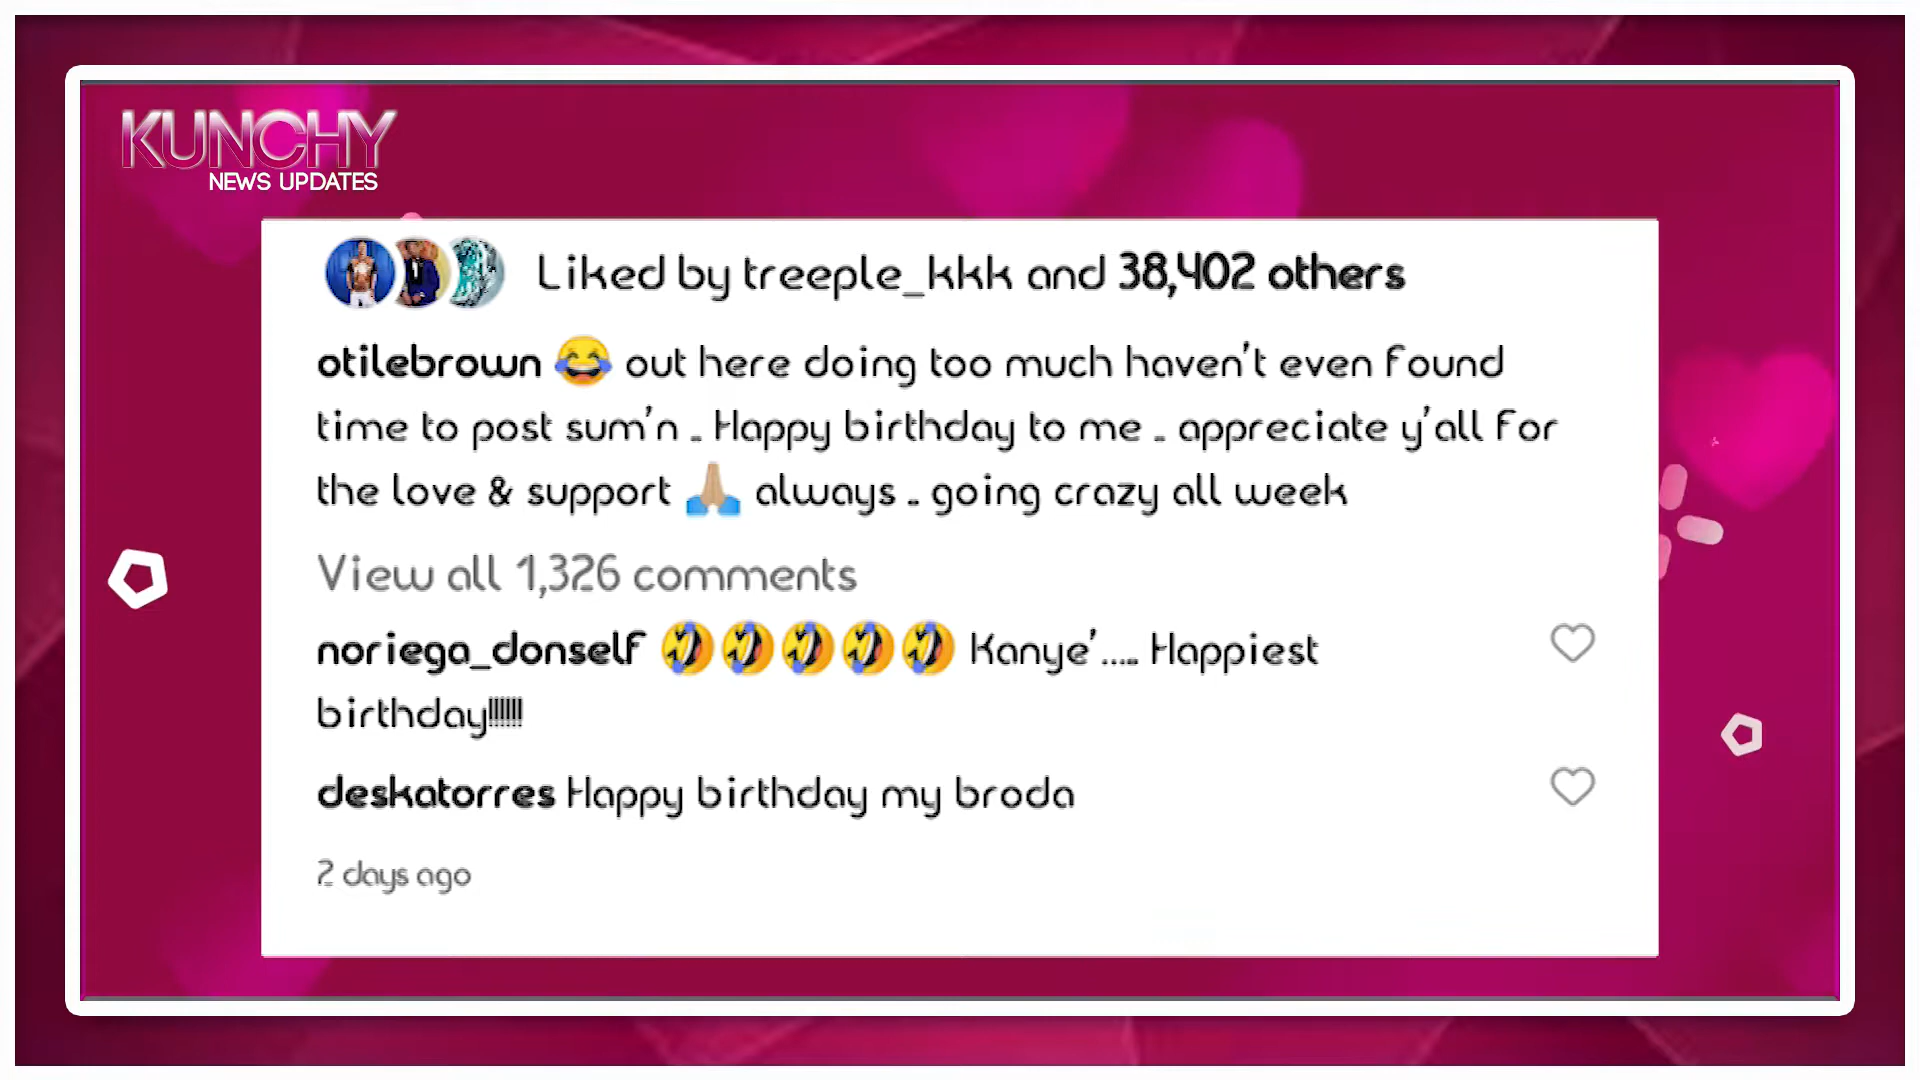 KUNCHY
NEWS UPDATES
Liked by treeple_kkk and 38,402 others
otilebrown 😂 out here doing too much haven't even found
time to post sum'n .. Happy birthday to me .. appreciate y'all for
the love & support 🙏🏼 always .. going crazy all week
View all 1,326 comments
noriega_donself 🤣🤣🤣🤣🤣 Kanye'..... Happiest
birthday!!!!!!
deskatorres Happy birthday my broda
2 days ago